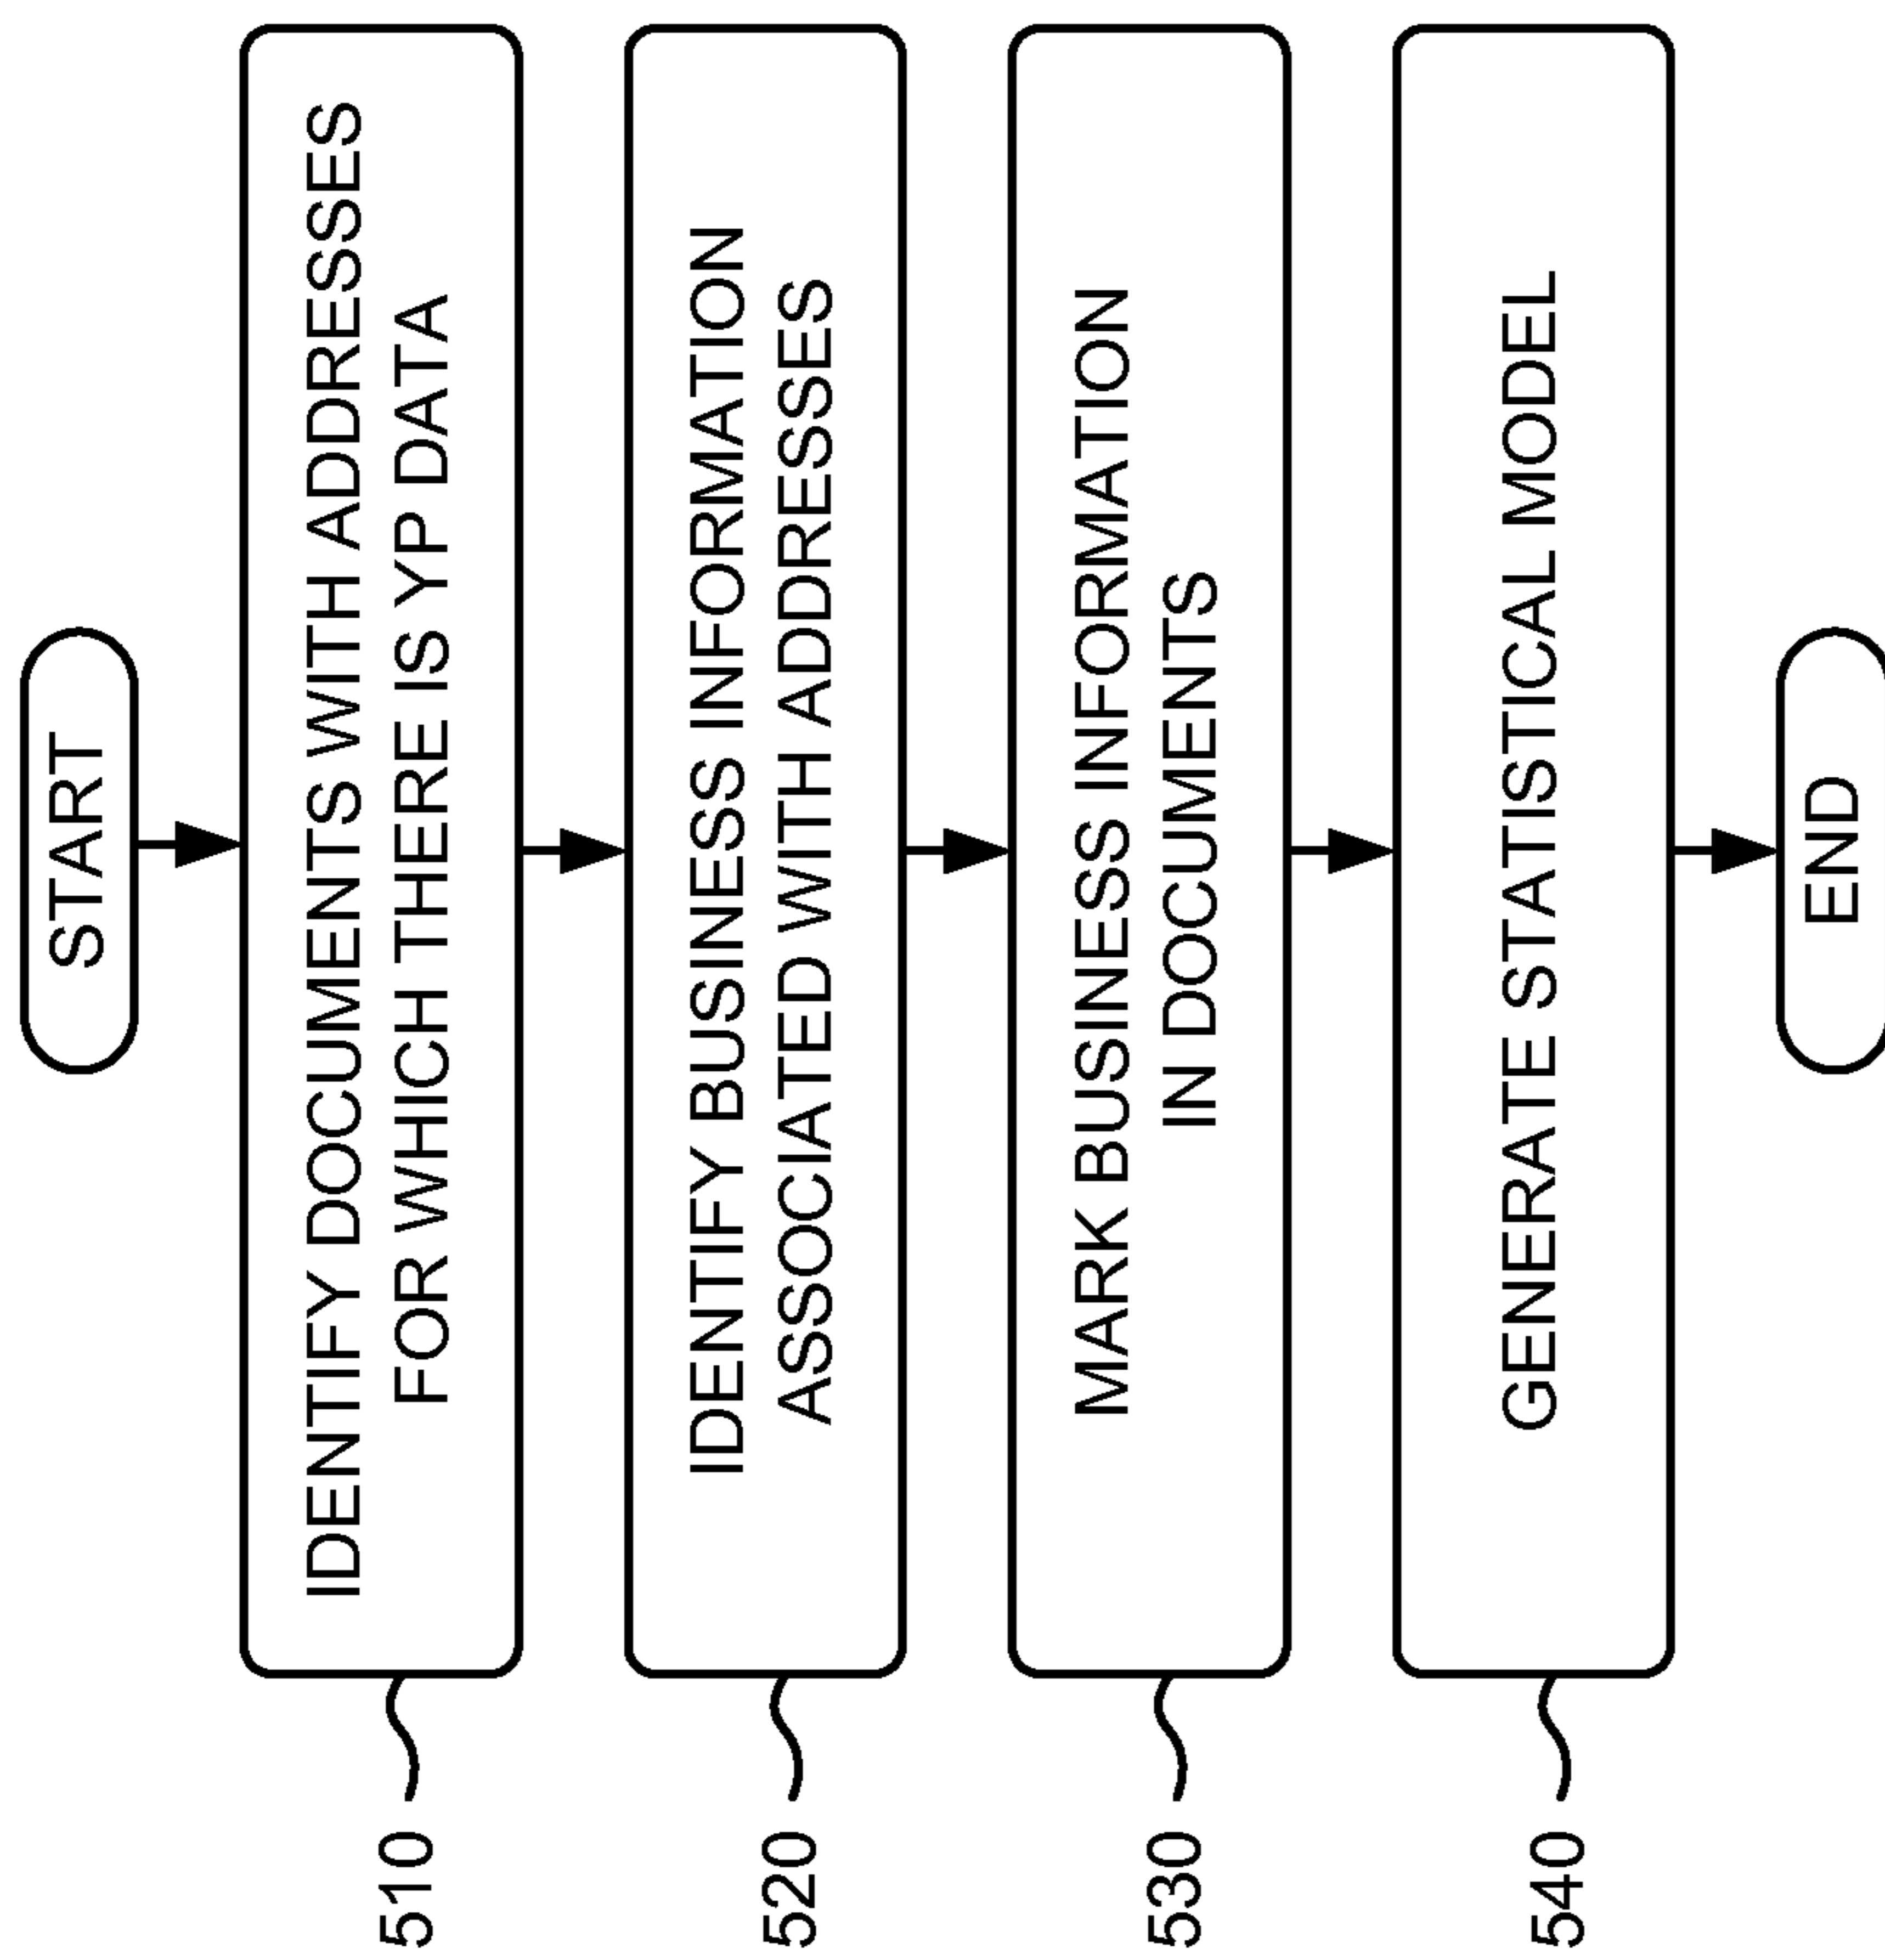 START
510
IDENTIFY DOCUMENTS WITH ADDRESSES
FOR WHICH THERE IS YP DATA
520
IDENTIFY BUSINESS INFORMATION
ASSOCIATED WITH ADDRESSES
530
MARK BUSINESS INFORMATION
IN DOCUMENTS
540
GENERATE STATISTICAL MODEL
END